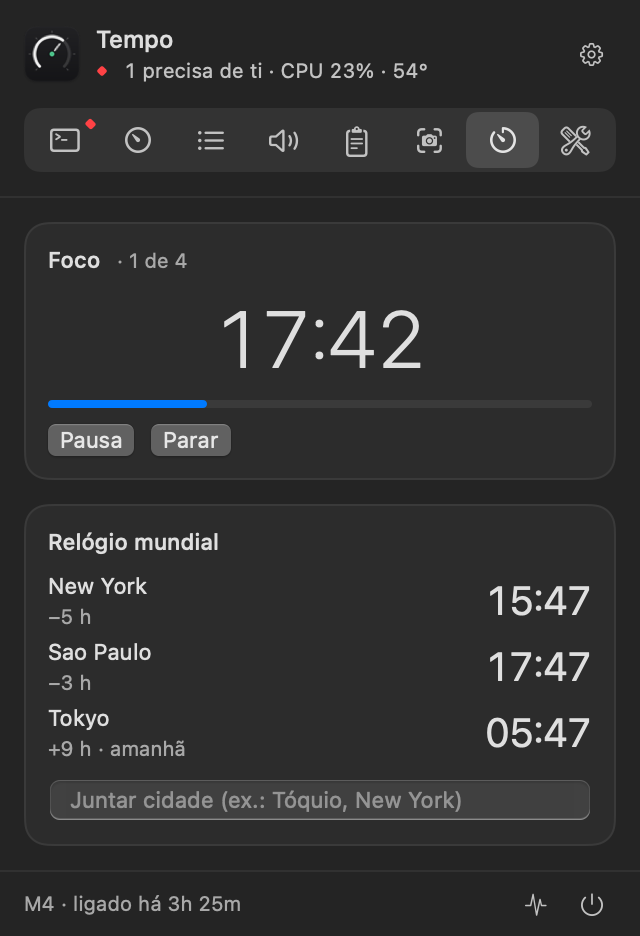 Tempo
1 precisa de ti · CPU 23% · 54°
Foco · 1 de 4
17:42
Pausa Parar
Relógio mundial
New York 15:47
−5 h
Sao Paulo 17:47
−3 h
Tokyo 05:47
+9 h · amanhã
Juntar cidade (ex.: Tóquio, New York)
M4 · ligado há 3h 25m